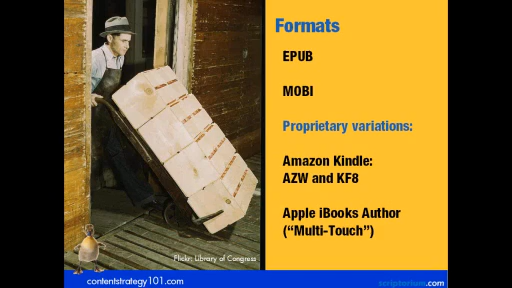 Formats
EPUB
MOBI
Proprietary variations:
Amazon Kindle:
AZW and KF8
Apple iBooks Author
(“Multi-Touch”)
Flickr: Library of Congress
contentstrategy101.com
scriptorium.com